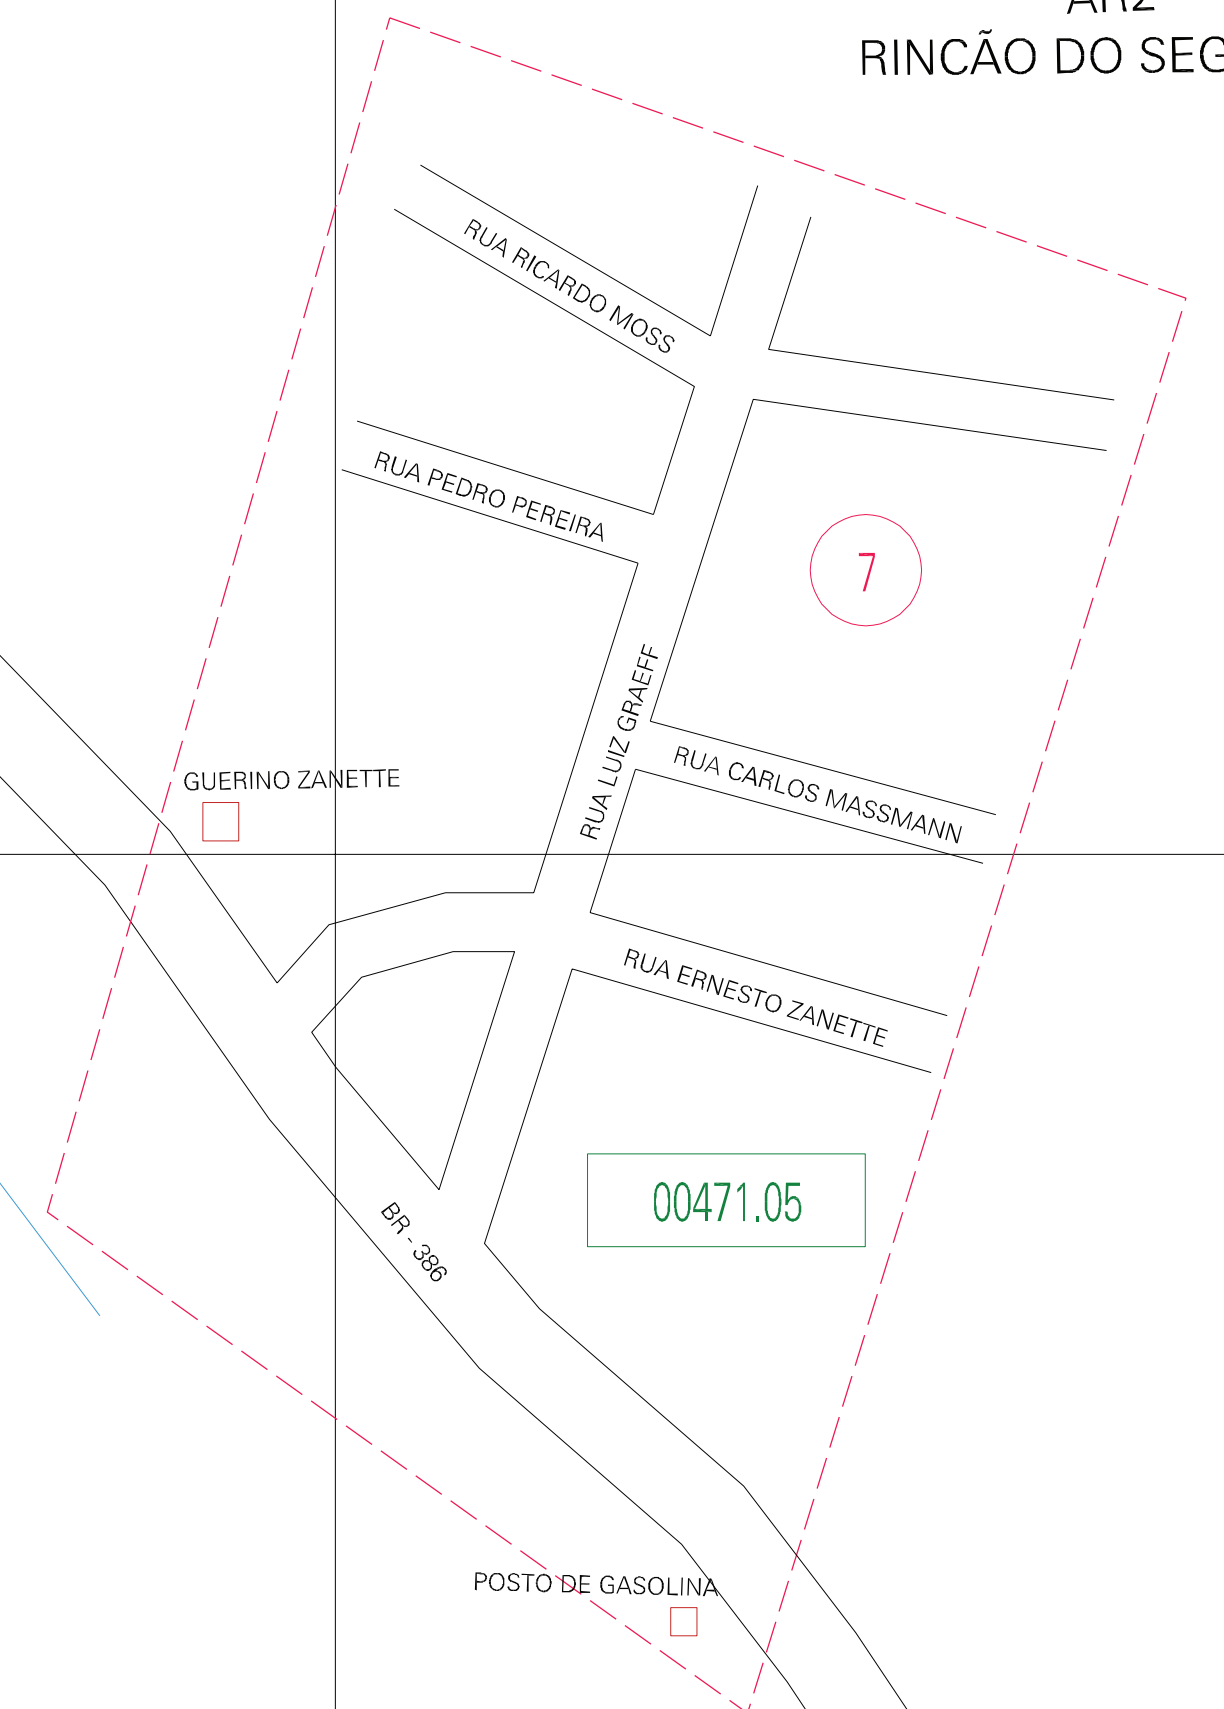 RINCÃO DO SEG
RUA RICARDO MOSS
RUA PEDRO PEREIRA
7
RUA LUIZ GRAEFF
RUA CARLOS MASSMANN
GUERINO ZANETTE
RUA ERNESTO ZANETTE
00471.05
BR - 386
POSTO DE GASOLINA